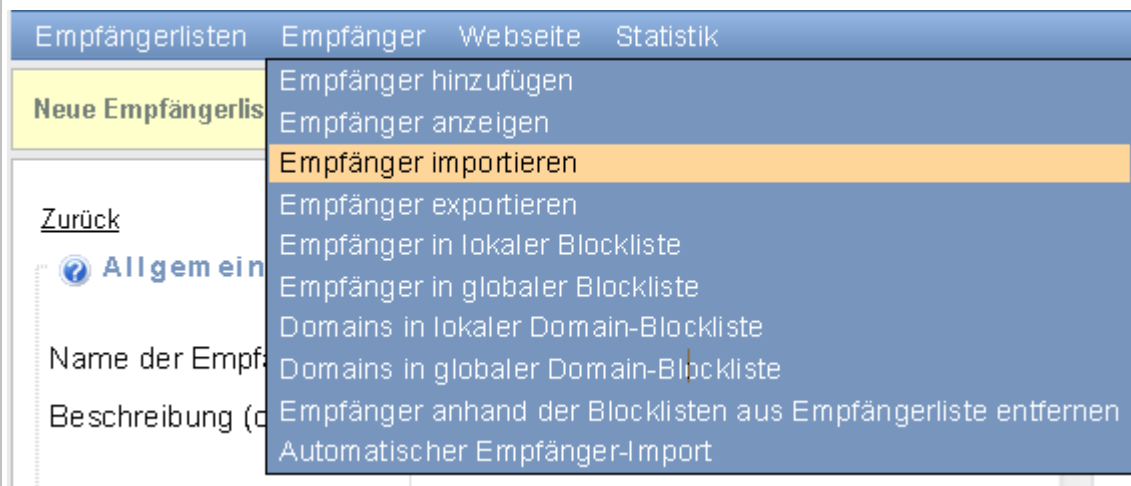 Empfängerlisten Empfänger Webseite Statistik
Neue Empfängerlis
Empfänger hinzufügen
Empfänger anzeigen
Empfänger importieren
Empfänger exportieren
Empfänger in lokaler Blockliste
Empfänger in globaler Blockliste
Domains in lokaler Domain-Blockliste
Domains in globaler Domain-Blockliste
Empfänger anhand der Blocklisten aus Empfängerliste entfernen
Automatischer Empfänger-Import
Zurück
Allgemein
Name der Empf
Beschreibung (